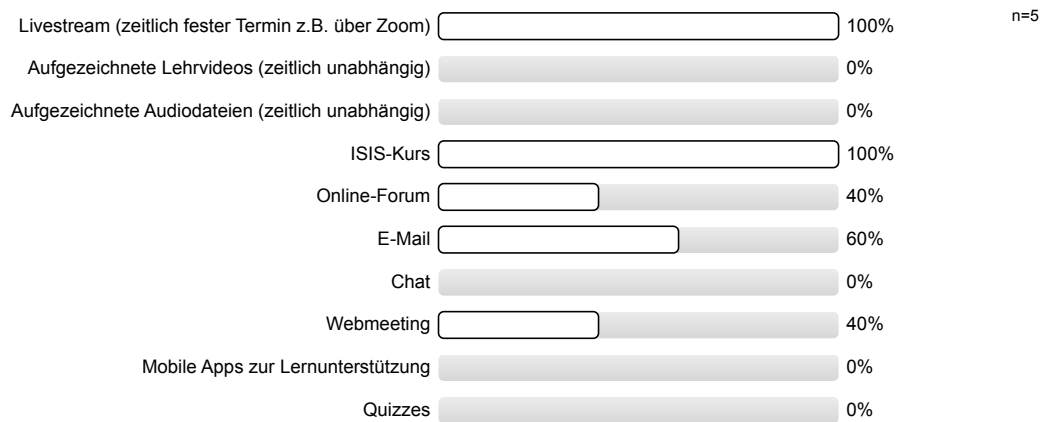 Livestream (zeitlich fester Termin z.B. über Zoom) 100% n=5
Aufgezeichnete Lehrvideos (zeitlich unabhängig) 0%
Aufgezeichnete Audiodateien (zeitlich unabhängig) 0%
ISIS-Kurs 100%
Online-Forum 40%
E-Mail 60%
Chat 0%
Webmeeting 40%
Mobile Apps zur Lernunterstützung 0%
Quizzes 0%